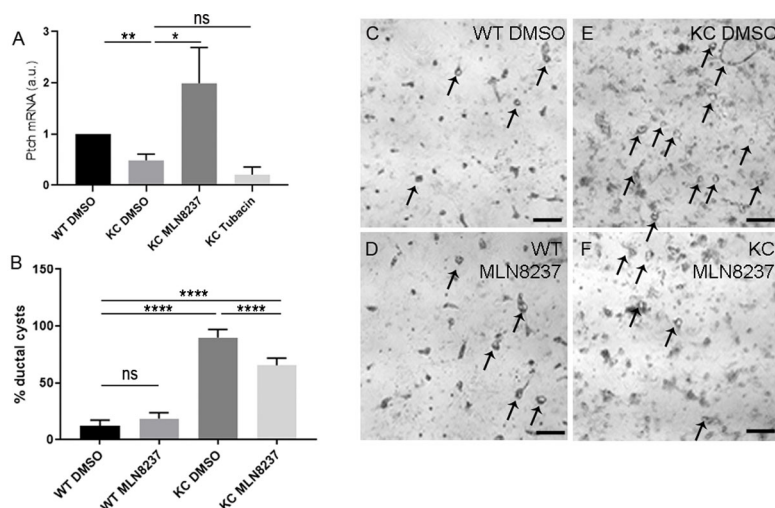 A
Ptch mRNA (a.u.)
3
2
1
0
**
*
ns
WT DMSO
KC DMSO
KC MLN8237
KC Tubacin
B
% ductal cysts
150
100
50
0
****
****
****
ns
WT DMSO
WT MLN8237
KC DMSO
KC MLN8237
C
WT DMSO
E
KC DMSO
D
WT
MLN8237
F
KC
MLN8237